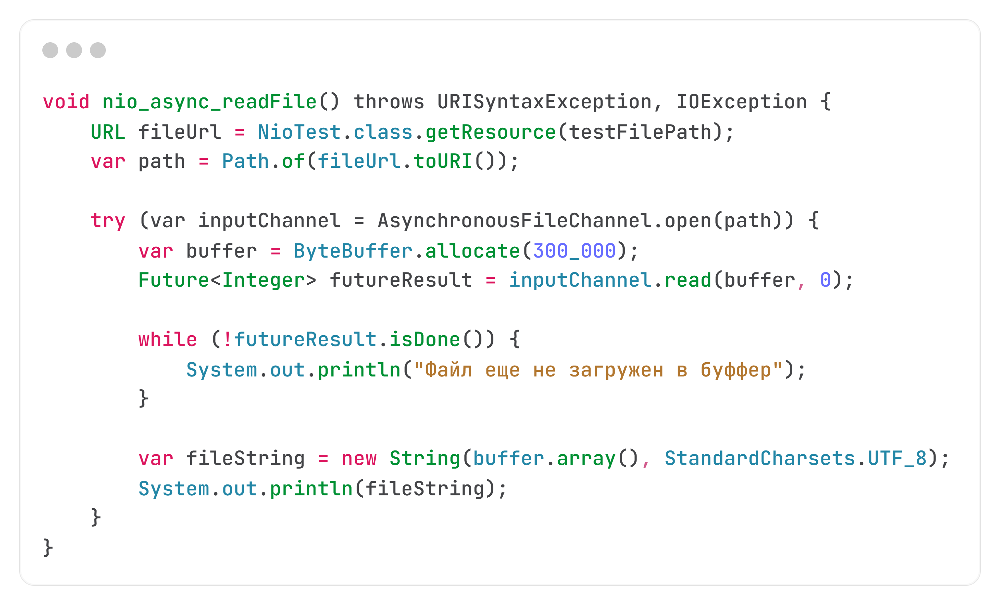 void nio_async_readFile() throws URISyntaxException, IOException {
    URL fileUrl = NioTest.class.getResource(testFilePath);
    var path = Path.of(fileUrl.toURI());

    try (var inputChannel = AsynchronousFileChannel.open(path)) {
        var buffer = ByteBuffer.allocate(300_000);
        Future<Integer> futureResult = inputChannel.read(buffer, 0);

        while (!futureResult.isDone()) {
            System.out.println("Файл еще не загружен в буффер");
        }

        var fileString = new String(buffer.array(), StandardCharsets.UTF_8);
        System.out.println(fileString);
    }
}